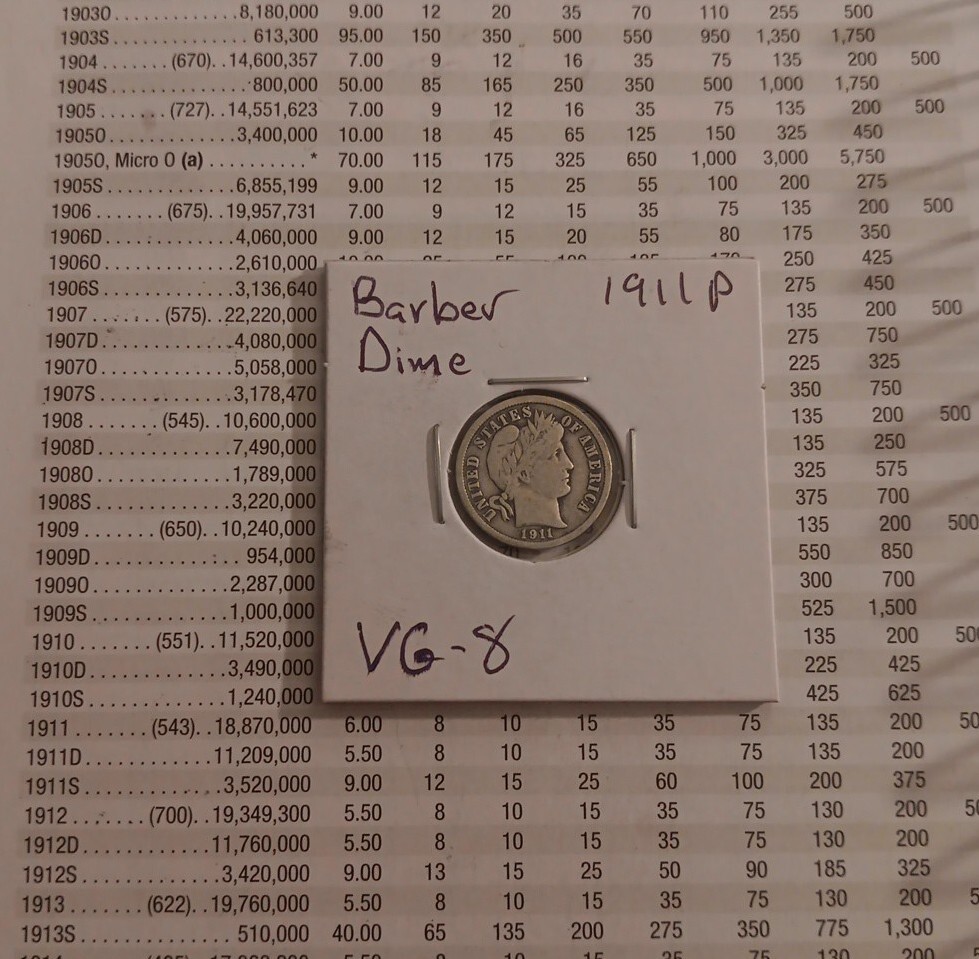 1903O . . . . . . . . . . . . . 8,180,000 9.00 12 20 35 70 110 255 500
1903S . . . . . . . . . . . . . . 613,300 95.00 150 350 500 550 950 1,350 1,750
1904 . . . . . . . (670) . . 14,600,357 7.00 9 12 16 35 75 135 200 500
1904S . . . . . . . . . . . . . . 800,000 50.00 85 165 250 350 500 1,000 1,750
1905 . . . . . . . (727) . . 14,551,623 7.00 9 12 16 35 75 135 200 500
1905O . . . . . . . . . . . . . 3,400,000 10.00 18 45 65 125 150 325 450
1905O, Micro O (a) . . . . . . . . . . * 70.00 115 175 325 650 1,000 3,000 5,750
1905S . . . . . . . . . . . . . 6,855,199 9.00 12 15 25 55 100 200 275
1906 . . . . . . . (675) . . 19,957,731 7.00 9 12 15 35 75 135 200 500
1906D . . . . . . . . . . . . . 4,060,000 9.00 12 15 20 55 80 175 350
1906O . . . . . . . . . . . . . 2,610,000 250 425
1906S . . . . . . . . . . . . . 3,136,640 275 450
1907 . . . . . . . (575) . . 22,220,000 135 200 500
1907D . . . . . . . . . . . . . 4,080,000 275 750
1907O . . . . . . . . . . . . . 5,058,000 225 325
1907S . . . . . . . . . . . . . 3,178,470 350 750
1908 . . . . . . . (545) . . 10,600,000 135 200 500
1908D . . . . . . . . . . . . . 7,490,000 135 250
1908O . . . . . . . . . . . . . 1,789,000 325 575
1908S . . . . . . . . . . . . . 3,220,000 375 700
1909 . . . . . . . (650) . . 10,240,000 135 200 500
1909D . . . . . . . . . . . . . . 954,000 550 850
1909O . . . . . . . . . . . . . 2,287,000 300 700
1909S . . . . . . . . . . . . . 1,000,000 525 1,500
1910 . . . . . . . (551) . . 11,520,000 135 200
1910D . . . . . . . . . . . . . 3,490,000 225 425
1910S . . . . . . . . . . . . . 1,240,000 425 625
Barber 1911 P
Dime
UNITED STATES OF AMERICA
1911
VG-8
1911 . . . . . . . (543) . . 18,870,000 6.00 8 10 15 35 75 135 200
1911D . . . . . . . . . . . . 11,209,000 5.50 8 10 15 35 75 135 200
1911S . . . . . . . . . . . . . 3,520,000 9.00 12 15 25 60 100 200 375
1912 . . . . . . . (700) . . 19,349,300 5.50 8 10 15 35 75 130 200
1912D . . . . . . . . . . . . 11,760,000 5.50 8 10 15 35 75 130 200
1912S . . . . . . . . . . . . . 3,420,000 9.00 13 15 25 50 90 185 325
1913 . . . . . . . (622) . . 19,760,000 5.50 8 10 15 35 75 130 200
1913S . . . . . . . . . . . . . . 510,000 40.00 65 135 200 275 350 775 1,300